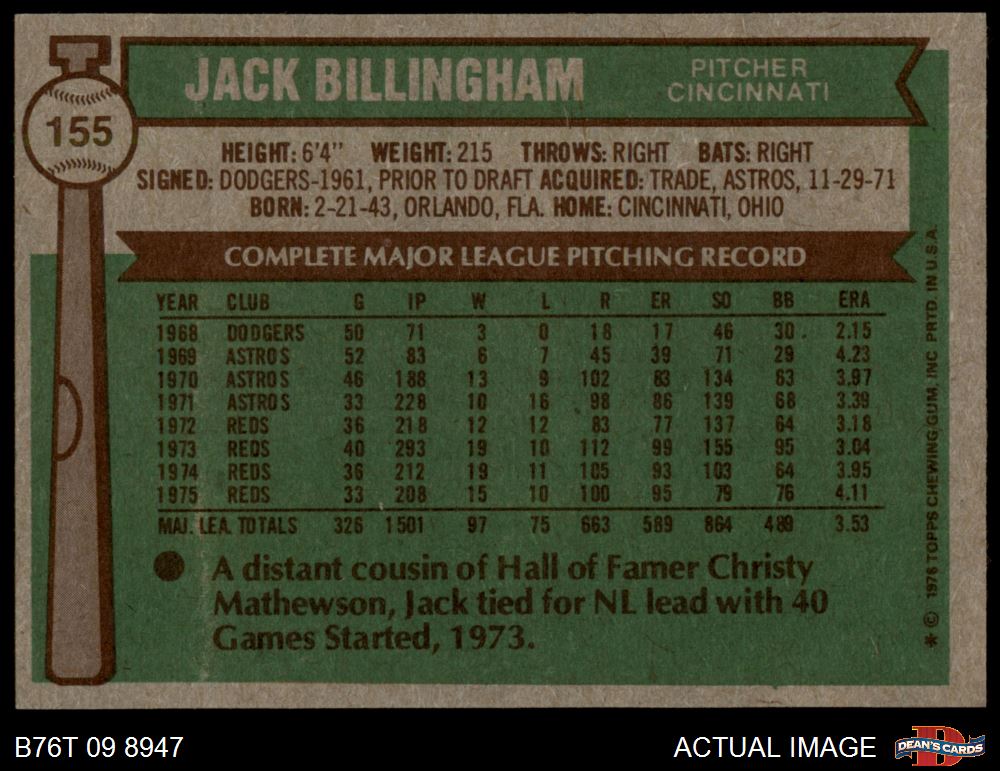 JACK BILLINGHAM
PITCHER
CINCINNATI
155
HEIGHT: 6'4" WEIGHT: 215 THROWS: RIGHT BATS: RIGHT
SIGNED: DODGERS-1961, PRIOR TO DRAFT ACQUIRED: TRADE, ASTROS, 11-29-71
BORN: 2-21-43, ORLANDO, FLA. HOME: CINCINNATI, OHIO
COMPLETE MAJOR LEAGUE PITCHING RECORD
YEAR CLUB G IP W L R ER SO BB ERA
1968 DODGERS 50 71 3 0 18 17 46 30 2.15
1969 ASTROS 52 83 6 7 45 39 71 29 4.23
1970 ASTROS 46 188 13 9 102 83 134 63 3.97
1971 ASTROS 33 228 10 16 98 86 139 68 3.39
1972 REDS 36 218 12 12 83 77 137 64 3.18
1973 REDS 40 293 19 10 112 99 155 95 3.04
1974 REDS 36 212 19 11 105 93 103 64 3.95
1975 REDS 33 208 15 10 100 95 79 76 4.11
MAJ. LEA. TOTALS 326 1501 97 75 663 589 864 489 3.53
A distant cousin of Hall of Famer Christy
Mathewson, Jack tied for NL lead with 40
Games Started, 1973.
* © 1976 TOPPS CHEWING GUM, INC. PRTD. IN U.S.A.
B76T 09 8947
ACTUAL IMAGE
DEAN'S CARDS